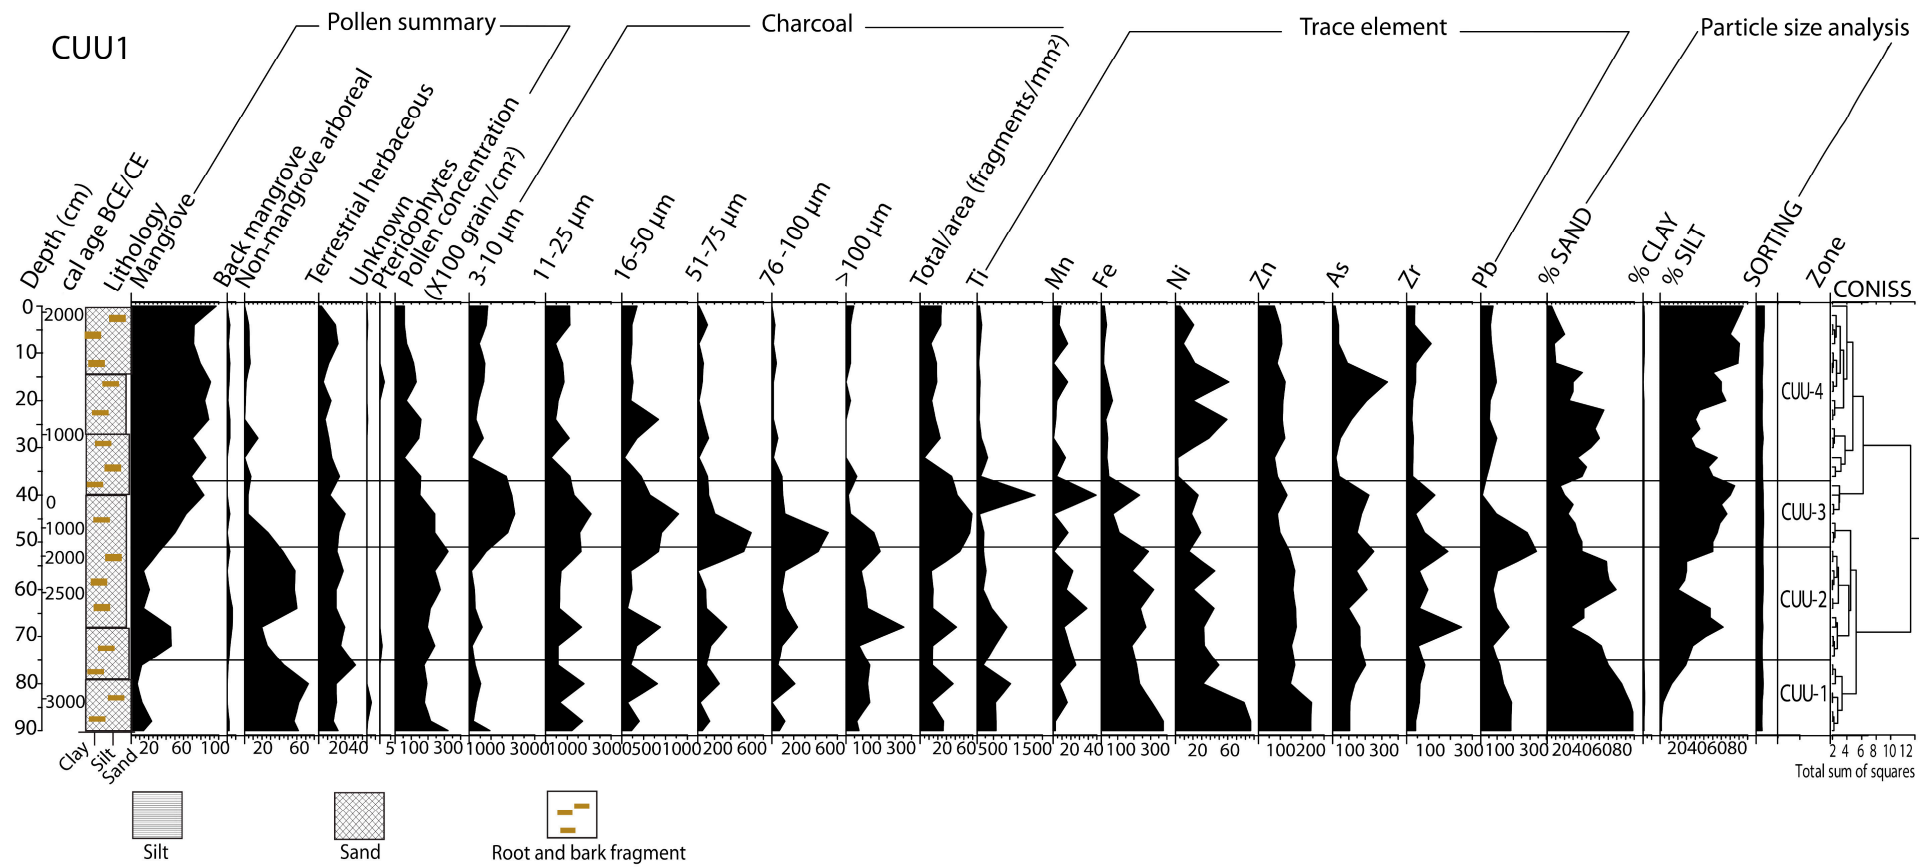 CUU1
Pollen summary
Charcoal
Trace element
Particle size analysis
Depth (cm)
cal age BCE/CE
Lithology
Mangrove
Back mangrove
Non-mangrove arboreal
Terrestrial herbaceous
Unknown
Pteridophytes
Pollen concentration
(X100 grain/cm²)
3-10 µm
11-25 µm
16-50 µm
51-75 µm
76 -100 µm
>100 µm
Total/area (fragments/mm²)
Ti
Mn
Fe
Ni
Zn
As
Zr
Pb
% SAND
% CLAY
% SILT
SORTING
Zone
CONISS
0
10
20
30
40
50
60
70
80
90
2000
1000
0
1000
2000
2500
3000
CUU-4
CUU-3
CUU-2
CUU-1
Clay
Silt
Sand
20 60 100
20 60
2040
5
100 300
1000 3000
1000 3000
500 1000
200 600
200 600
100 300
20 60
500 1500
20 40
100 300
20 60
100200
100 300
100 300
100 300
20406080
20406080
2 4 6 8 10 12
Total sum of squares
Silt
Sand
Root and bark fragment